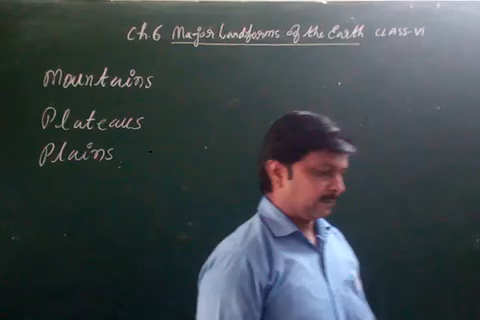 Ch.6 Major Landforms of the Earth CLASS-VI
Mountains
Plateaus
Plains